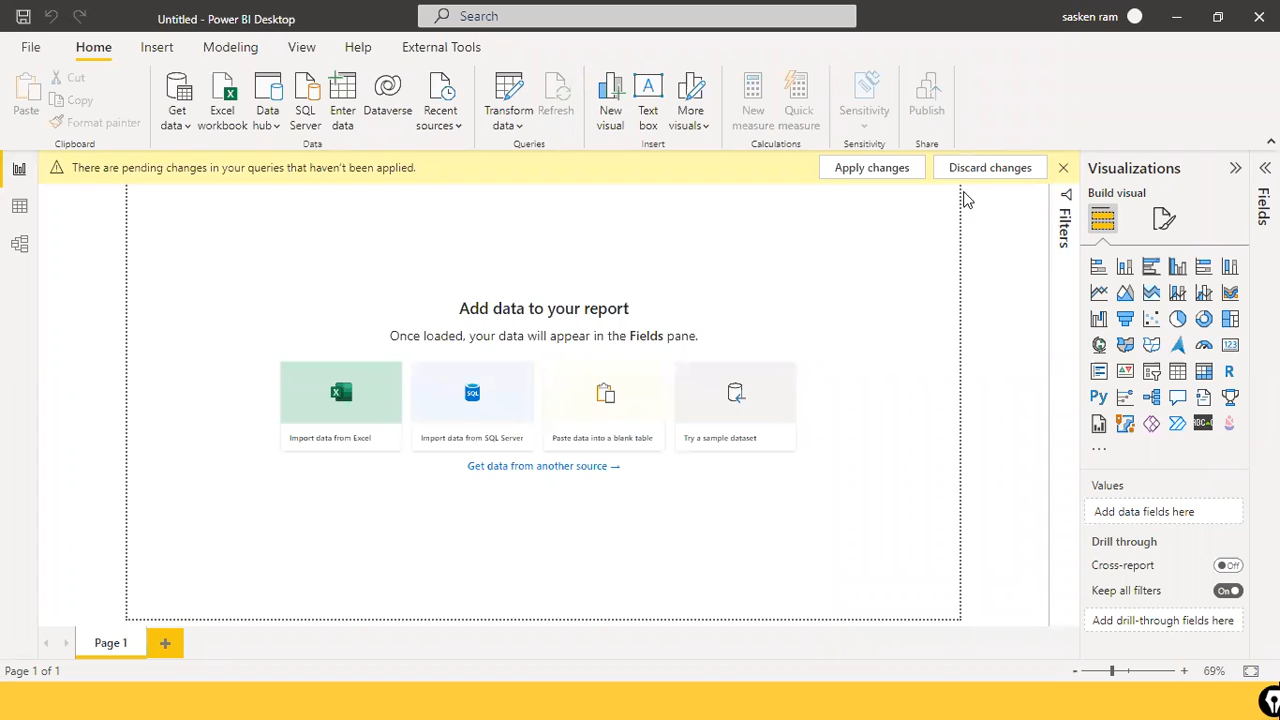 Untitled - Power BI Desktop
Search
sasken ram
File Home Insert Modeling View Help External Tools
Paste
Cut
Copy
Format painter
Clipboard
Get data
Excel workbook
Data hub
SQL Server
Enter data
Dataverse
Recent sources
Data
Transform data
Refresh
Queries
New visual
Text box
More visuals
Insert
New measure
Quick measure
Calculations
Sensitivity
Sensitivity
Publish
Share
There are pending changes in your queries that haven't been applied.
Apply changes
Discard changes
Visualizations
Build visual
Filters
Fields
Add data to your report
Once loaded, your data will appear in the Fields pane.
Import data from Excel
SQL
Import data from SQL Server
Paste data into a blank table
Try a sample dataset
Get data from another source →
123
R
Py
Values
Add data fields here
Drill through
Cross-report
Off
Keep all filters
On
Add drill-through fields here
Page 1
Page 1 of 1
- + 69%